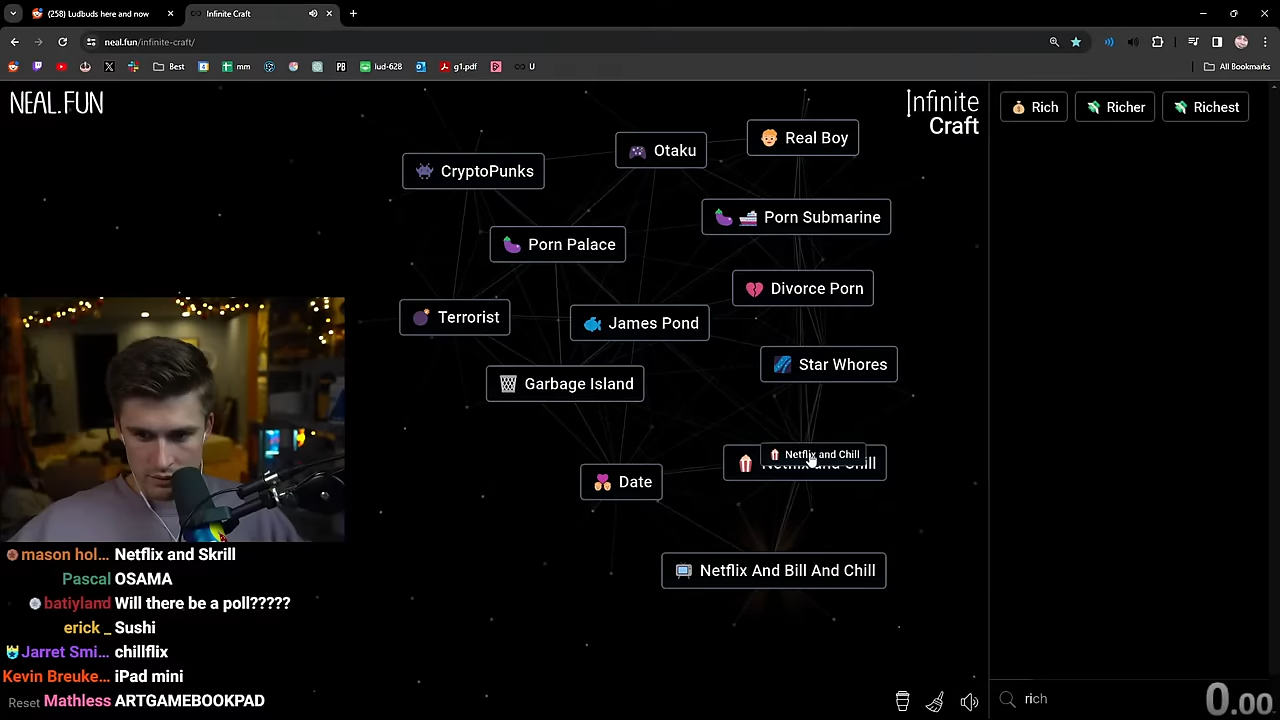 (258) Ludbuds here and now
Infinite Craft
neal.fun/infinite-craft/
Best
mm
iud-628
g1.pdf
U
All Bookmarks
NEAL.FUN
Infinite
Craft
Rich
Richer
Richest
Real Boy
Otaku
CryptoPunks
Porn Submarine
Porn Palace
Divorce Porn
Terrorist
James Pond
Star Whores
Garbage Island
Netflix and Chill
Netflix and Chill
Date
Netflix And Bill And Chill
mason hol... Netflix and Skrill
Pascal OSAMA
batiyland Will there be a poll?????
erick _ Sushi
Jarret Smi... chillflix
Kevin Breuke... iPad mini
Reset Mathless ARTGAMEBOOKPAD
rich
0.00